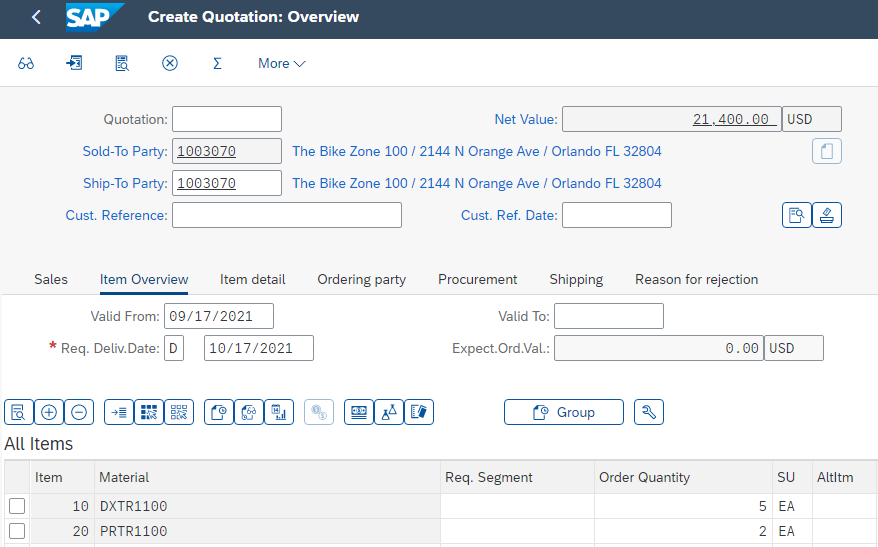 SAP Create Quotation: Overview
More
Quotation: Net Value: 21,400.00 USD
Sold-To Party: 1003070 The Bike Zone 100 / 2144 N Orange Ave / Orlando FL 32804
Ship-To Party: 1003070 The Bike Zone 100 / 2144 N Orange Ave / Orlando FL 32804
Cust. Reference: Cust. Ref. Date:
Sales Item Overview Item detail Ordering party Procurement Shipping Reason for rejection
Valid From: 09/17/2021 Valid To:
* Req. Deliv.Date: D 10/17/2021 Expect.Ord.Val.: 0.00 USD
Group
All Items
Item Material Req. Segment Order Quantity SU AltItm
10 DXTR1100 5 EA
20 PRTR1100 2 EA